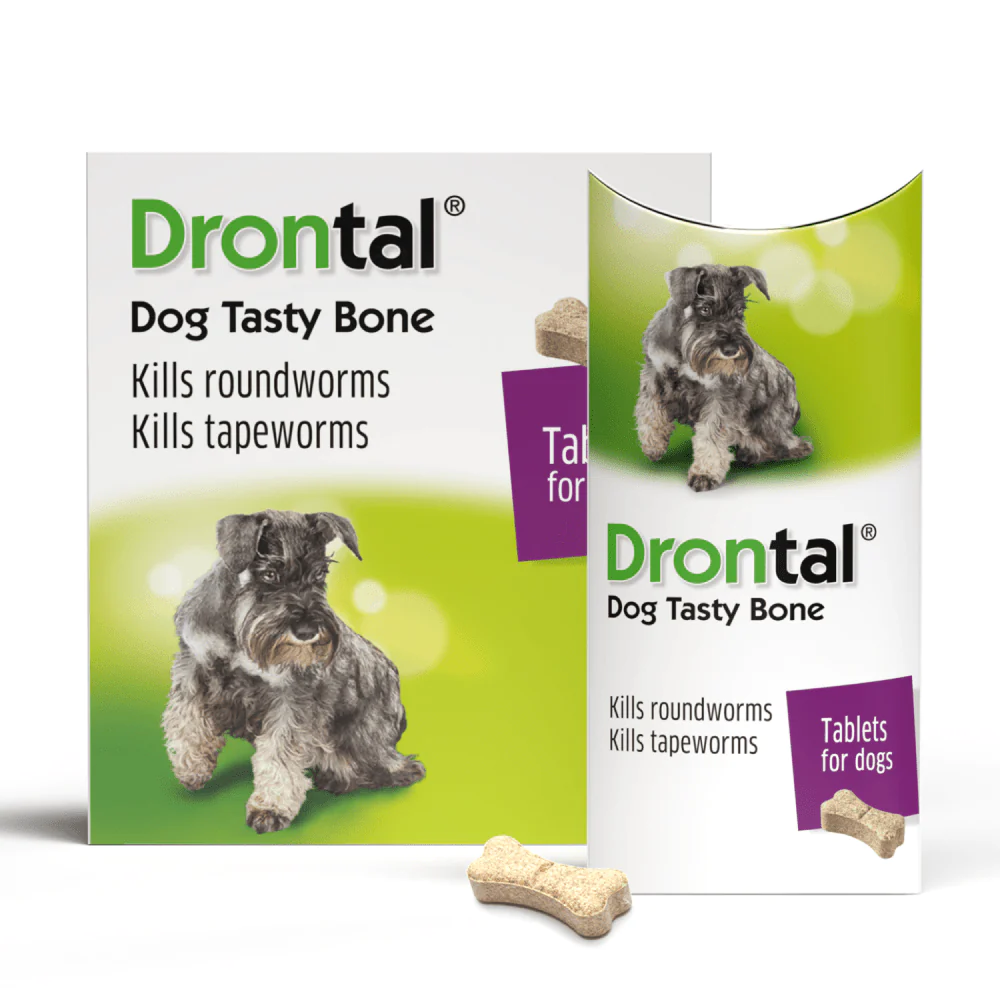 Drontal®
Dog Tasty Bone
Kills roundworms
Kills tapeworms
for
Drontal®
Dog Tasty Bone
Kills roundworms
Kills tapeworms
Tablets
for dogs